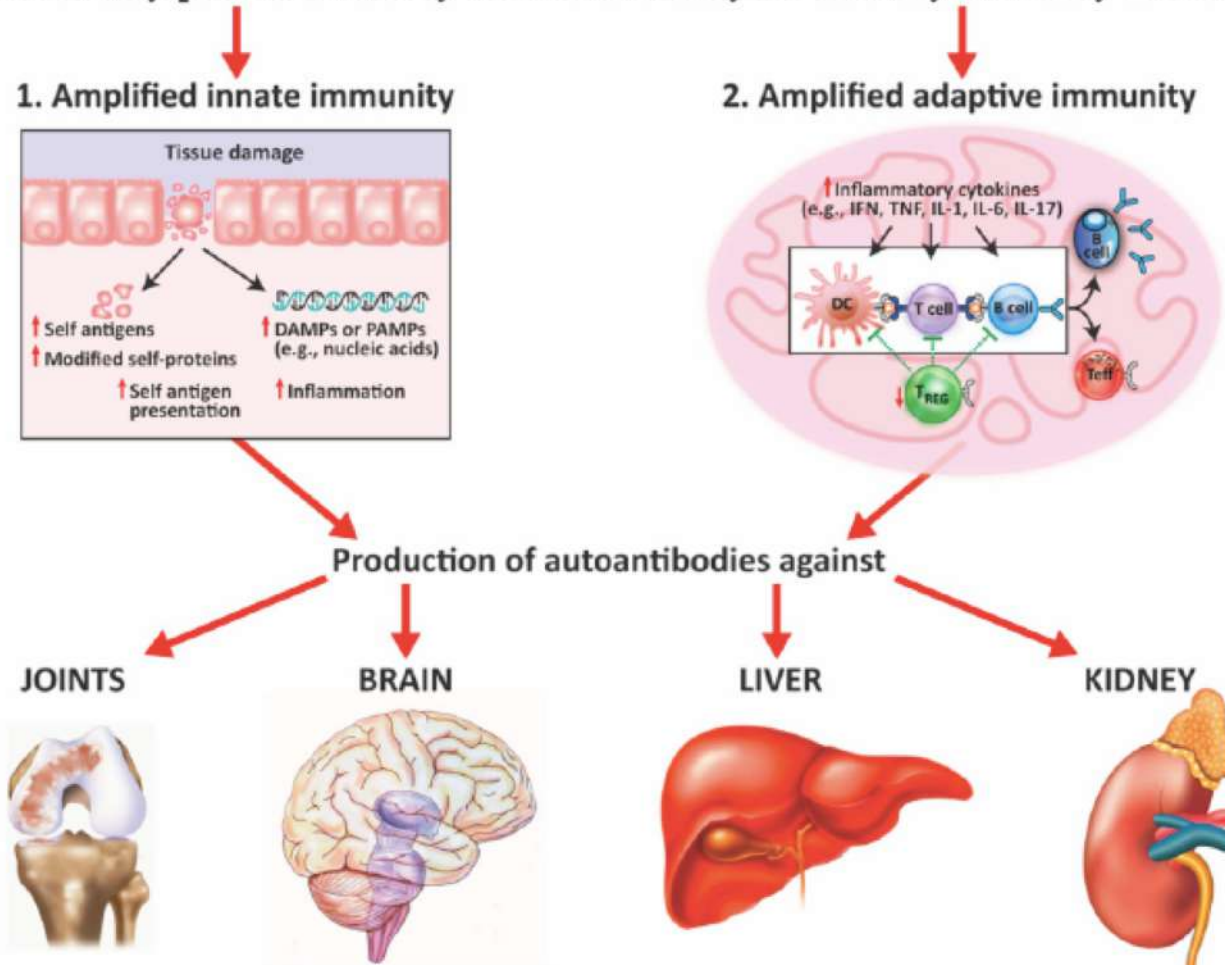 1. Amplified innate immunity
2. Amplified adaptive immunity
Tissue damage
↑ Self antigens
↑ Modified self-proteins
↑ Self antigen
presentation
↑ DAMPs or PAMPs
(e.g., nucleic acids)
↑ Inflammation
↑ Inflammatory cytokines
(e.g., IFN, TNF, IL-1, IL-6, IL-17)
DC
T cell
B cell
B
cell
Teff
↓ TREG
Production of autoantibodies against
JOINTS
BRAIN
LIVER
KIDNEY